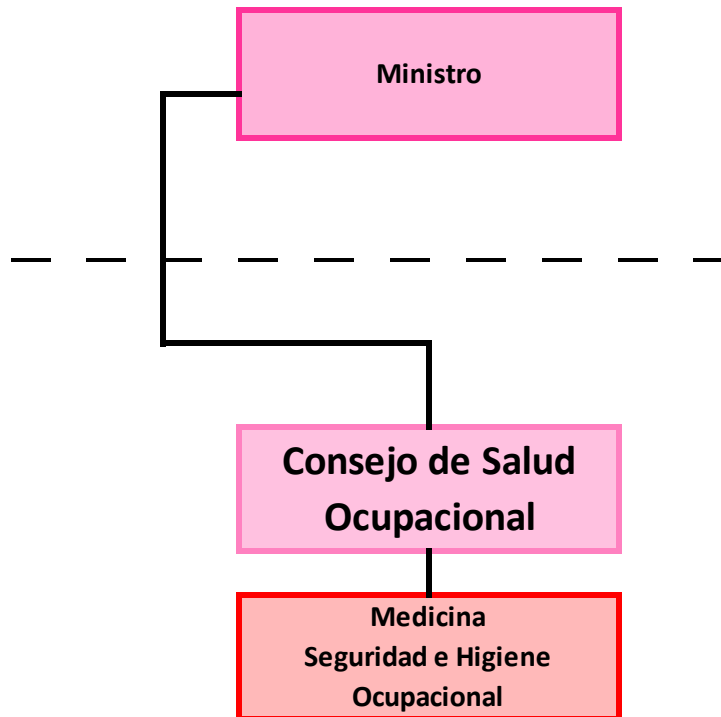 Ministro
Consejo de Salud
Ocupacional
Medicina
Seguridad e Higiene
Ocupacional